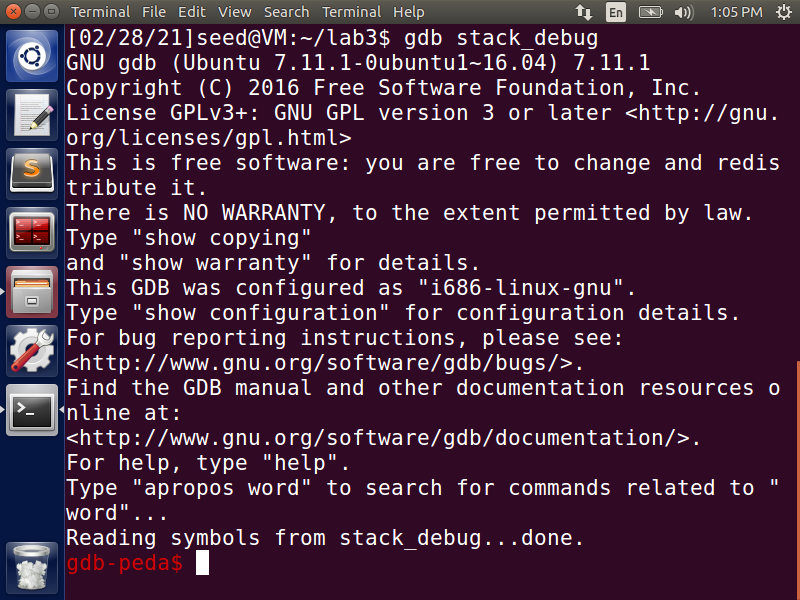 Terminal File Edit View Search Terminal Help En 1:05 PM
[02/28/21]seed@VM:~/lab3$ gdb stack_debug
GNU gdb (Ubuntu 7.11.1-0ubuntu1~16.04) 7.11.1
Copyright (C) 2016 Free Software Foundation, Inc.
License GPLv3+: GNU GPL version 3 or later <http://gnu.
org/licenses/gpl.html>
This is free software: you are free to change and redis
tribute it.
There is NO WARRANTY, to the extent permitted by law.
Type "show copying"
and "show warranty" for details.
This GDB was configured as "i686-linux-gnu".
Type "show configuration" for configuration details.
For bug reporting instructions, please see:
<http://www.gnu.org/software/gdb/bugs/>.
Find the GDB manual and other documentation resources o
nline at:
<http://www.gnu.org/software/gdb/documentation/>.
For help, type "help".
Type "apropos word" to search for commands related to "
word"...
Reading symbols from stack_debug...done.
gdb-peda$